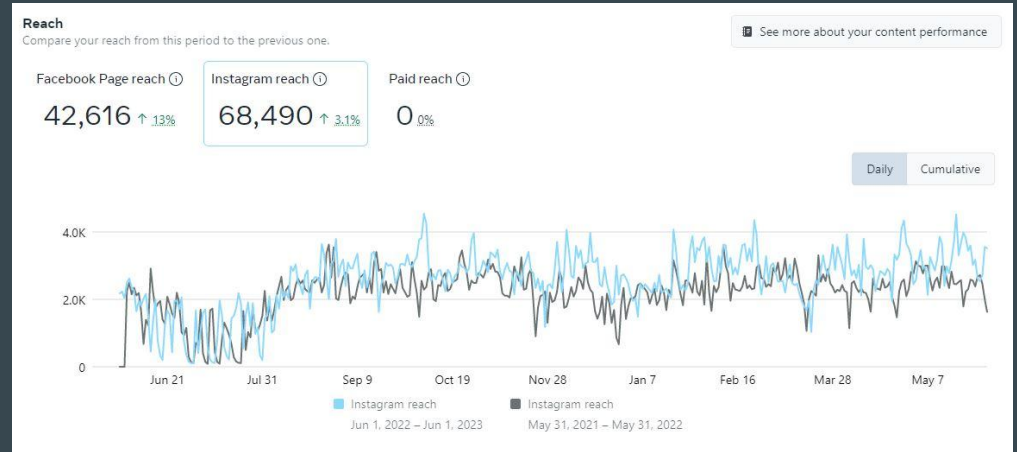 Reach
Compare your reach from this period to the previous one.
See more about your content performance
Facebook Page reach
42,616 ↑ 13%
Instagram reach
68,490 ↑ 3.1%
Paid reach
0 0%
Daily Cumulative
4.0K
2.0K
0
Jun 21 Jul 31 Sep 9 Oct 19 Nov 28 Jan 7 Feb 16 Mar 28 May 7
Instagram reach
Jun 1, 2022 – Jun 1, 2023
Instagram reach
May 31, 2021 – May 31, 2022